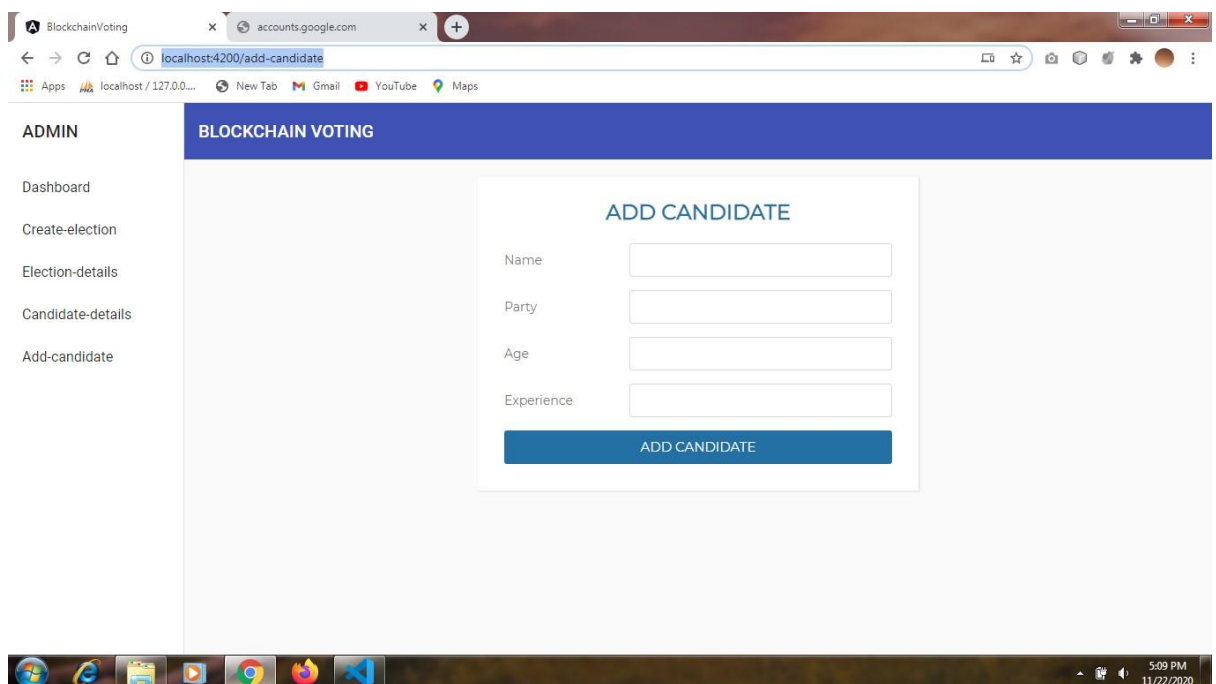 BlockchainVoting
accounts.google.com
localhost:4200/add-candidate
Apps localhost / 127.0.0.... New Tab Gmail YouTube Maps
ADMIN
BLOCKCHAIN VOTING
Dashboard
Create-election
Election-details
Candidate-details
Add-candidate
ADD CANDIDATE
Name
Party
Age
Experience
ADD CANDIDATE
5:09 PM
11/22/2020